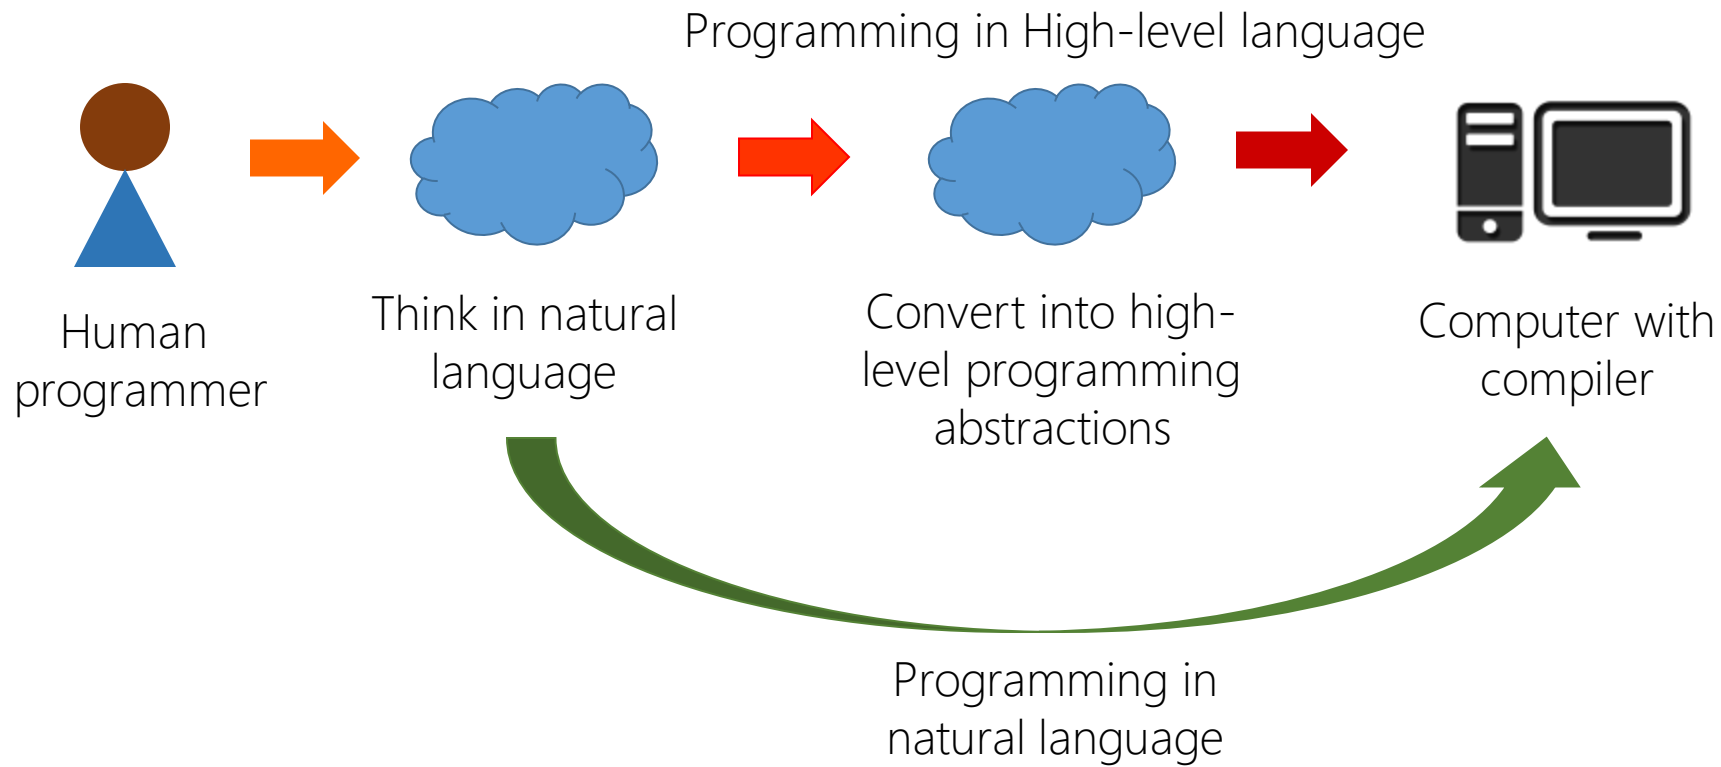 Programming in High-level language
Human
programmer
Think in natural
language
Convert into high-
level programming
abstractions
Computer with
compiler
Programming in
natural language